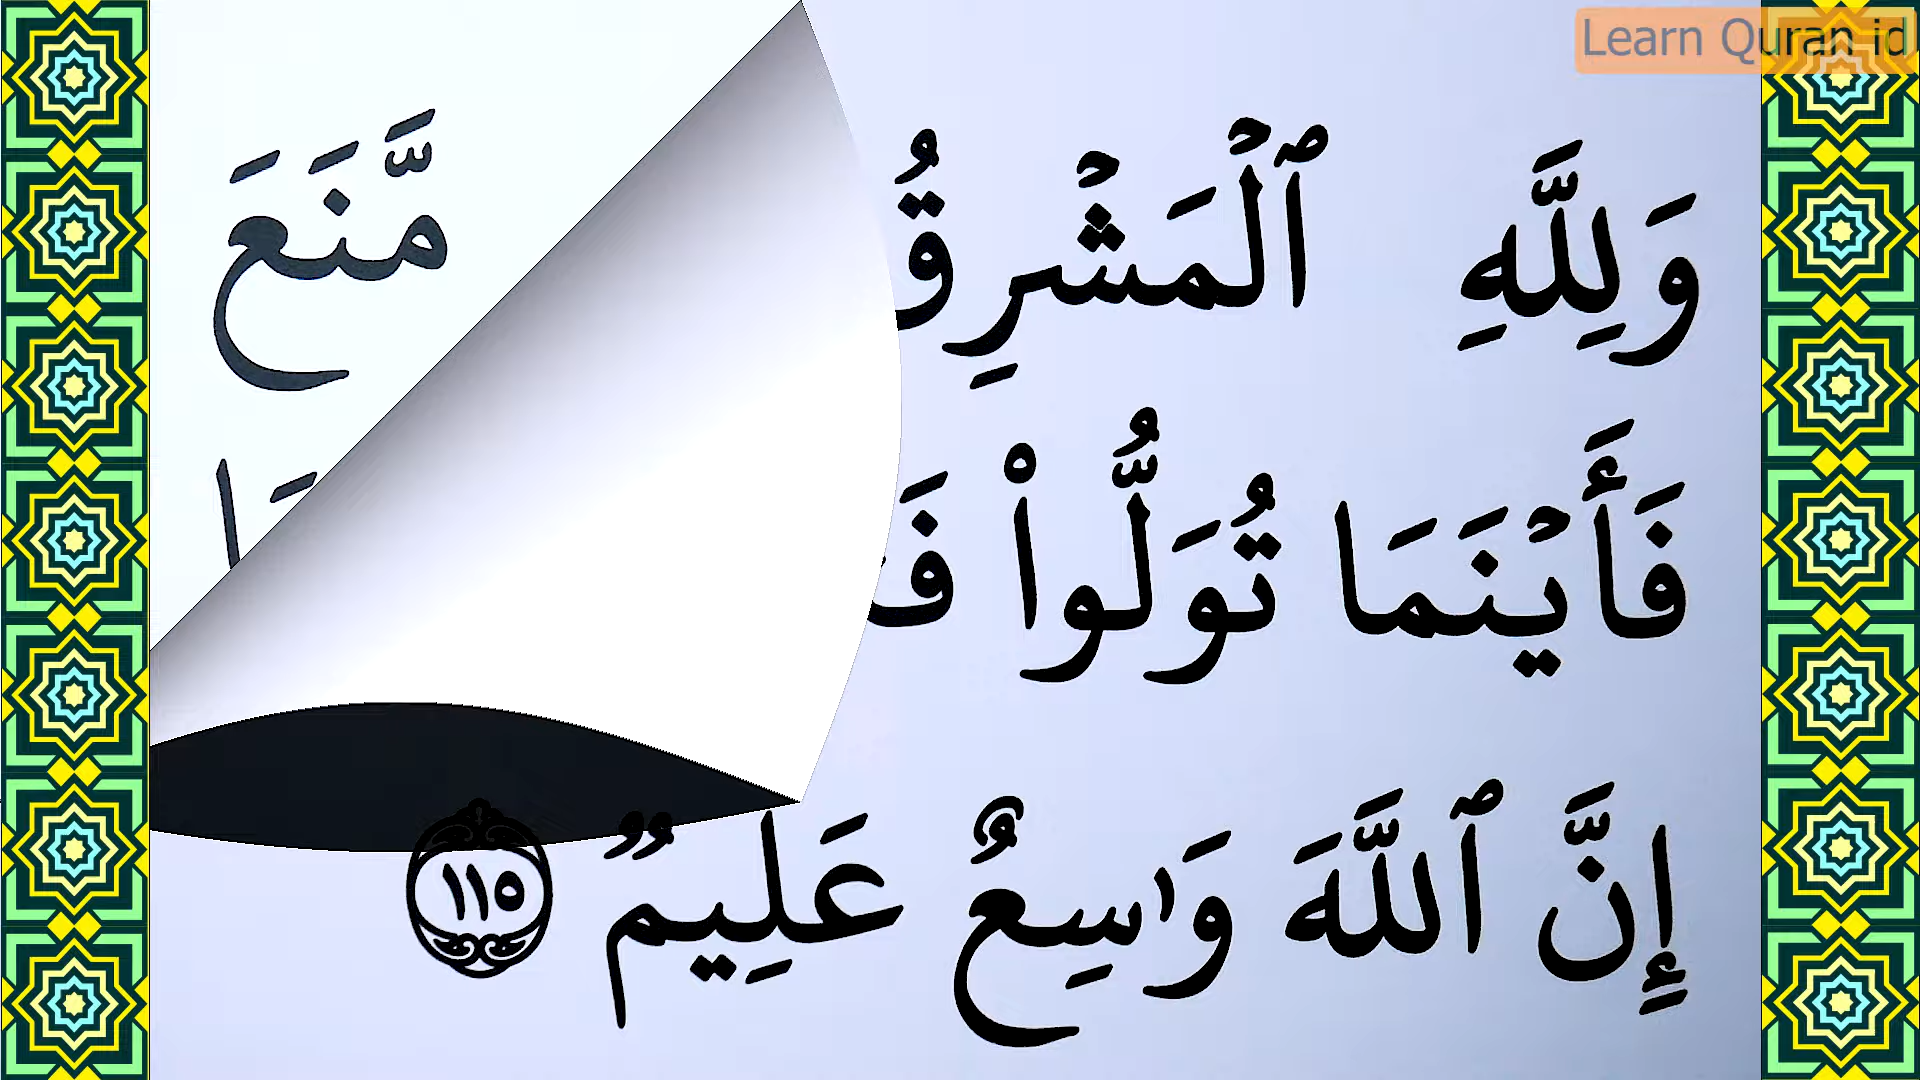 Learn Quran id
وَلِلَّهِ ٱلْمَشْرِقُ مَّنَعَ
فَأَيْنَمَا تُوَلُّوا۟
إِنَّ ٱللَّهَ وَٰسِعٌ عَلِيمٌ ١١٥